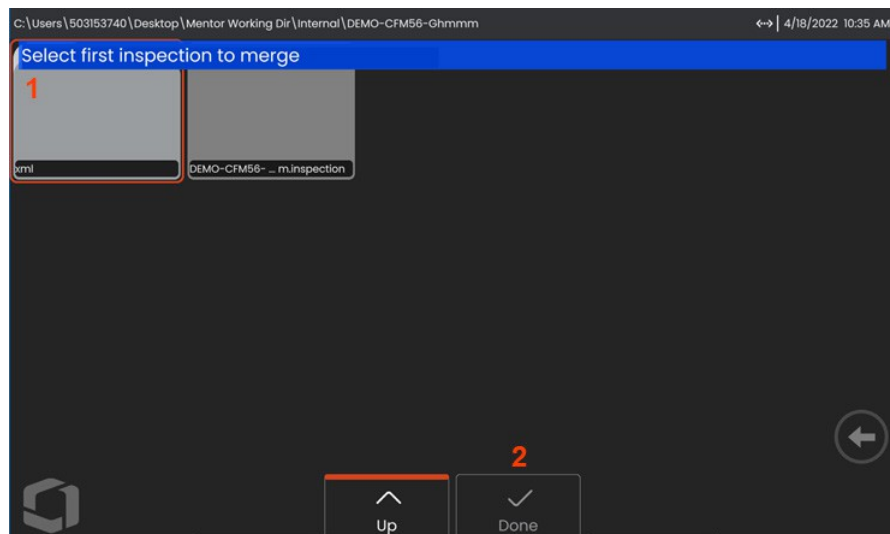 C:\Users\503153740\Desktop\Mentor Working Dir\Internal\DEMO-CFM56-Ghmmm
4/18/2022 10:35 AM
Select first inspection to merge
1
xml
DEMO-CFM56- ... m.inspection
2
Up
Done